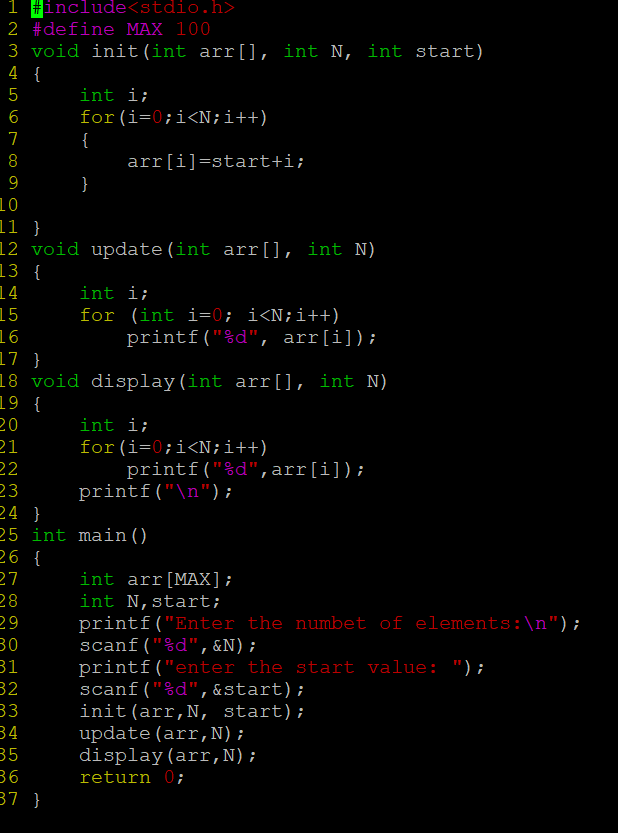 1 #include<stdio.h>
2 #define MAX 100
3 void init(int arr[], int N, int start)
4 {
5     int i;
6     for(i=0;i<N;i++)
7     {
8         arr[i]=start+i;
9     }
10
11 }
12 void update(int arr[], int N)
13 {
14     int i;
15     for (int i=0; i<N;i++)
16         printf("%d", arr[i]);
17 }
18 void display(int arr[], int N)
19 {
20     int i;
21     for(i=0;i<N;i++)
22         printf("%d",arr[i]);
23     printf("\n");
24 }
25 int main()
26 {
27     int arr[MAX];
28     int N,start;
29     printf("Enter the numbet of elements:\n");
30     scanf("%d",&N);
31     printf("enter the start value: ");
32     scanf("%d",&start);
33     init(arr,N, start);
34     update(arr,N);
35     display(arr,N);
36     return 0;
37 }